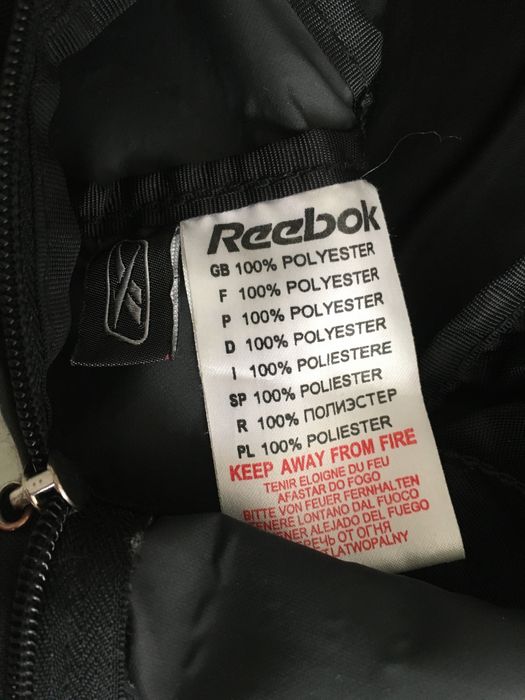 Reebok
GB 100% POLYESTER
F 100% POLYESTER
P 100% POLYESTER
D 100% POLYESTER
I 100% POLIESTERE
SP 100% POLIESTER
R 100% ПОЛИЭСТЕР
PL 100% POLIESTER
KEEP AWAY FROM FIRE
TENIR ELOIGNE DU FEU
AFASTAR DO FOGO
BITTE VON FEUER FERNHALTEN
TENERE LONTANO DAL FUOCO
ENER ALEJADO DEL FUEGO
ОТ ОГНЯ